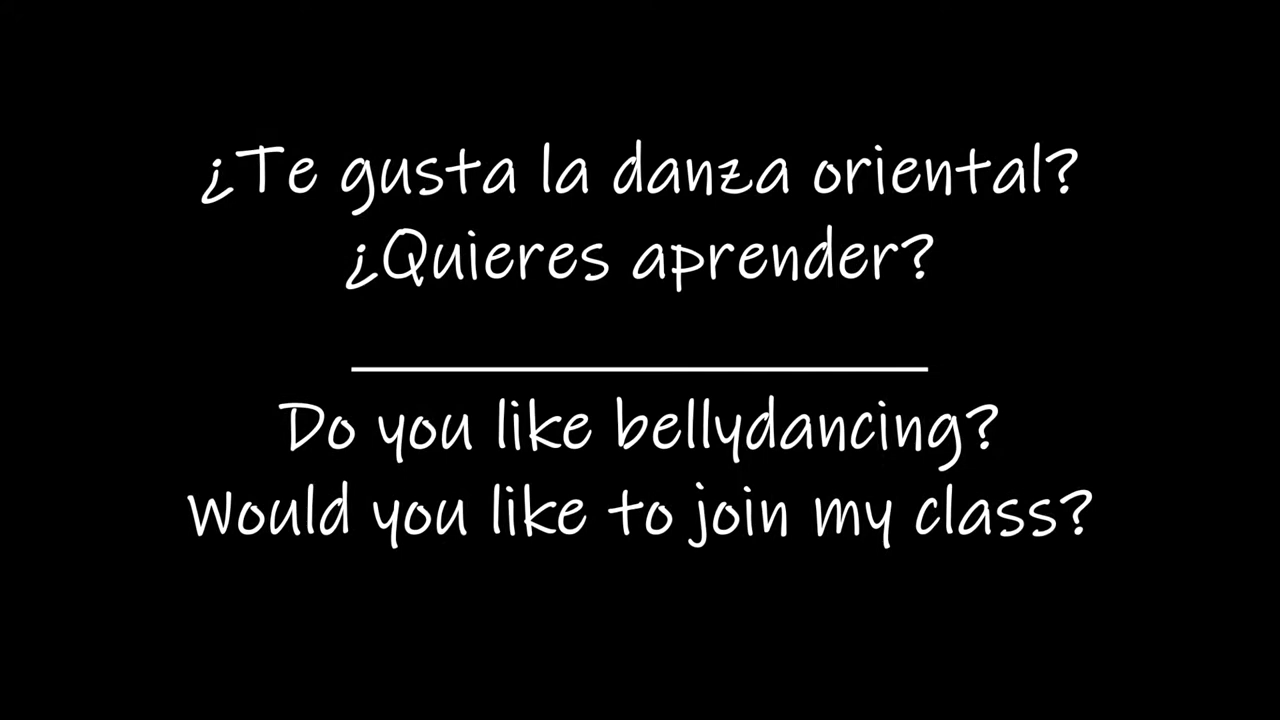 ¿Te gusta la danza oriental?
¿Quieres aprender?
Do you like bellydancing?
Would you like to join my class?